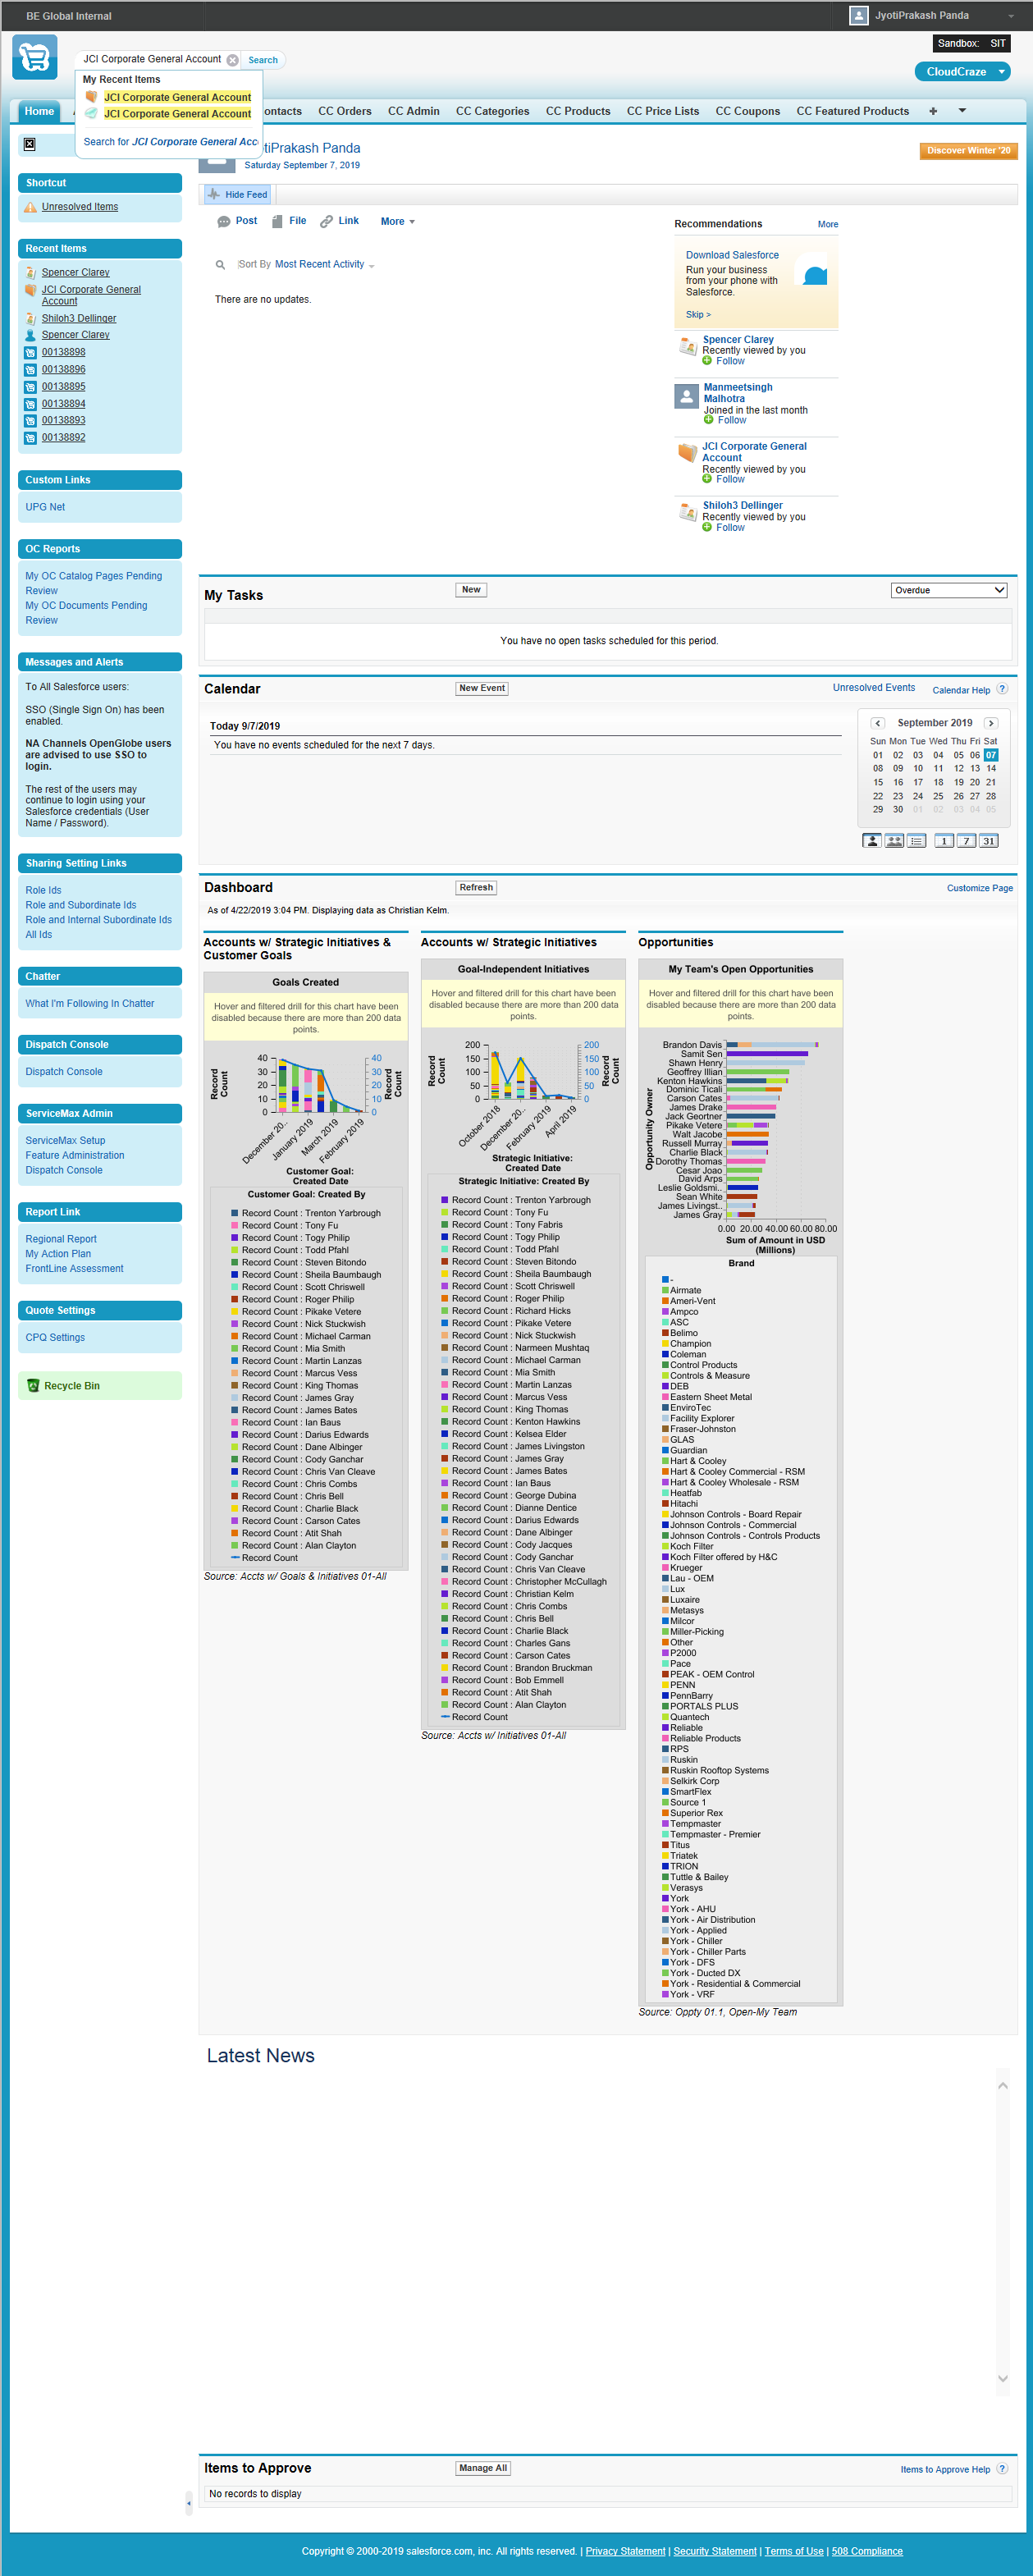 BE Global Internal
JyotiPrakash Panda
Sandbox: SIT
JCI Corporate General Account
Search
CloudCraze
My Recent Items
JCI Corporate General Account
JCI Corporate General Account
Search for JCI Corporate General Acc
Home
ontacts
CC Orders
CC Admin
CC Categories
CC Products
CC Price Lists
CC Coupons
CC Featured Products
tiPrakash Panda
Saturday September 7, 2019
Discover Winter '20
Hide Feed
Shortcut
Unresolved Items
Recent Items
Spencer Clarey
JCI Corporate General
Account
Shiloh3 Dellinger
Spencer Clarey
00138898
00138896
00138895
00138894
00138893
00138892
Custom Links
UPG Net
OC Reports
My OC Catalog Pages Pending
Review
My OC Documents Pending
Review
Messages and Alerts
To All Salesforce users:
SSO (Single Sign On) has been
enabled.
NA Channels OpenGlobe users
are advised to use SSO to
login.
The rest of the users may
continue to login using your
Salesforce credentials (User
Name / Password).
Sharing Setting Links
Role Ids
Role and Subordinate Ids
Role and Internal Subordinate Ids
All Ids
Chatter
What I'm Following In Chatter
Dispatch Console
Dispatch Console
ServiceMax Admin
ServiceMax Setup
Feature Administration
Dispatch Console
Report Link
Regional Report
My Action Plan
FrontLine Assessment
Quote Settings
CPQ Settings
Recycle Bin
Post
File
Link
More
Sort By Most Recent Activity
There are no updates.
Recommendations
More
Download Salesforce
Run your business
from your phone with
Salesforce.
Skip >
Spencer Clarey
Recently viewed by you
Follow
Manmeetsingh
Malhotra
Joined in the last month
Follow
JCI Corporate General
Account
Recently viewed by you
Follow
Shiloh3 Dellinger
Recently viewed by you
Follow
My Tasks
New
Overdue
You have no open tasks scheduled for this period.
Calendar
New Event
Unresolved Events
Calendar Help ?
Today 9/7/2019
You have no events scheduled for the next 7 days.
September 2019
Sun Mon Tue Wed Thu Fri Sat
01 02 03 04 05 06 07
08 09 10 11 12 13 14
15 16 17 18 19 20 21
22 23 24 25 26 27 28
29 30 01 02 03 04 05
1 7 31
Dashboard
Refresh
Customize Page
As of 4/22/2019 3:04 PM. Displaying data as Christian Kelm.
Accounts w/ Strategic Initiatives &
Customer Goals
Goals Created
Hover and filtered drill for this chart have been
disabled because there are more than 200 data
points.
Record
Count
40
30
20
10
0
40
30
20
10
0
Record
Count
December 20..
January 2019
March 2019
February 2019
Customer Goal:
Created Date
Customer Goal: Created By
Record Count : Trenton Yarbrough
Record Count : Tony Fu
Record Count : Togy Philip
Record Count : Todd Pfahl
Record Count : Steven Bitondo
Record Count : Sheila Baumbaugh
Record Count : Scott Chriswell
Record Count : Roger Philip
Record Count : Pikake Vetere
Record Count : Nick Stuckwish
Record Count : Michael Carman
Record Count : Mia Smith
Record Count : Martin Lanzas
Record Count : Marcus Vess
Record Count : King Thomas
Record Count : James Gray
Record Count : James Bates
Record Count : Ian Baus
Record Count : Darius Edwards
Record Count : Dane Albinger
Record Count : Cody Ganchar
Record Count : Chris Van Cleave
Record Count : Chris Combs
Record Count : Chris Bell
Record Count : Charlie Black
Record Count : Carson Cates
Record Count : Atit Shah
Record Count : Alan Clayton
Record Count
Source: Accts w/ Goals & Initiatives 01-All
Accounts w/ Strategic Initiatives
Goal-Independent Initiatives
Hover and filtered drill for this chart have been
disabled because there are more than 200 data
points.
Record
Count
200
150
100
50
0
200
150
100
50
0
Record
Count
October 2018
December 20..
February 2019
April 2019
Strategic Initiative:
Created Date
Strategic Initiative: Created By
Record Count : Trenton Yarbrough
Record Count : Tony Fu
Record Count : Tony Fabris
Record Count : Togy Philip
Record Count : Todd Pfahl
Record Count : Steven Bitondo
Record Count : Sheila Baumbaugh
Record Count : Scott Chriswell
Record Count : Roger Philip
Record Count : Richard Hicks
Record Count : Pikake Vetere
Record Count : Nick Stuckwish
Record Count : Narmeen Mushtaq
Record Count : Michael Carman
Record Count : Mia Smith
Record Count : Martin Lanzas
Record Count : Marcus Vess
Record Count : King Thomas
Record Count : Kenton Hawkins
Record Count : Kelsea Elder
Record Count : James Livingston
Record Count : James Gray
Record Count : James Bates
Record Count : Ian Baus
Record Count : George Dubina
Record Count : Dianne Dentice
Record Count : Darius Edwards
Record Count : Dane Albinger
Record Count : Cody Jacques
Record Count : Cody Ganchar
Record Count : Chris Van Cleave
Record Count : Christopher McCullagh
Record Count : Christian Kelm
Record Count : Chris Combs
Record Count : Chris Bell
Record Count : Charlie Black
Record Count : Charles Gans
Record Count : Carson Cates
Record Count : Brandon Bruckman
Record Count : Bob Emmell
Record Count : Atit Shah
Record Count : Alan Clayton
Record Count
Source: Accts w/ Initiatives 01-All
Opportunities
My Team's Open Opportunities
Hover and filtered drill for this chart have been
disabled because there are more than 200 data
points.
Opportunity Owner
Brandon Davis
Samit Sen
Shawn Henry
Geoffrey Illian
Kenton Hawkins
Dominic Ticali
Carson Cates
James Drake
Jack Geortner
Pikake Vetere
Walt Jacobe
Russell Murray
Charlie Black
Dorothy Thomas
Cesar Joao
David Arps
Leslie Goldsmi..
Sean White
James Livingst..
James Gray
0.00 20.00 40.00 60.00 80.00
Sum of Amount in USD
(Millions)
Brand
-
Airmate
Ameri-Vent
Ampco
ASC
Belimo
Champion
Coleman
Control Products
Controls & Measure
DEB
Eastern Sheet Metal
EnviroTec
Facility Explorer
Fraser-Johnston
GLAS
Guardian
Hart & Cooley
Hart & Cooley Commercial - RSM
Hart & Cooley Wholesale - RSM
Heatfab
Hitachi
Johnson Controls - Board Repair
Johnson Controls - Commercial
Johnson Controls - Controls Products
Koch Filter
Koch Filter offered by H&C
Krueger
Lau - OEM
Lux
Luxaire
Metasys
Milcor
Miller-Picking
Other
P2000
Pace
PEAK - OEM Control
PENN
PennBarry
PORTALS PLUS
Quantech
Reliable
Reliable Products
RPS
Ruskin
Ruskin Rooftop Systems
Selkirk Corp
SmartFlex
Source 1
Superior Rex
Tempmaster
Tempmaster - Premier
Titus
Triatek
TRION
Tuttle & Bailey
Verasys
York
York - AHU
York - Air Distribution
York - Applied
York - Chiller
York - Chiller Parts
York - DFS
York - Ducted DX
York - Residential & Commercial
York - VRF
Source: Oppty 01.1, Open-My Team
Latest News
Items to Approve
Manage All
Items to Approve Help ?
No records to display
Copyright © 2000-2019 salesforce.com, inc. All rights reserved. | Privacy Statement | Security Statement | Terms of Use | 508 Compliance